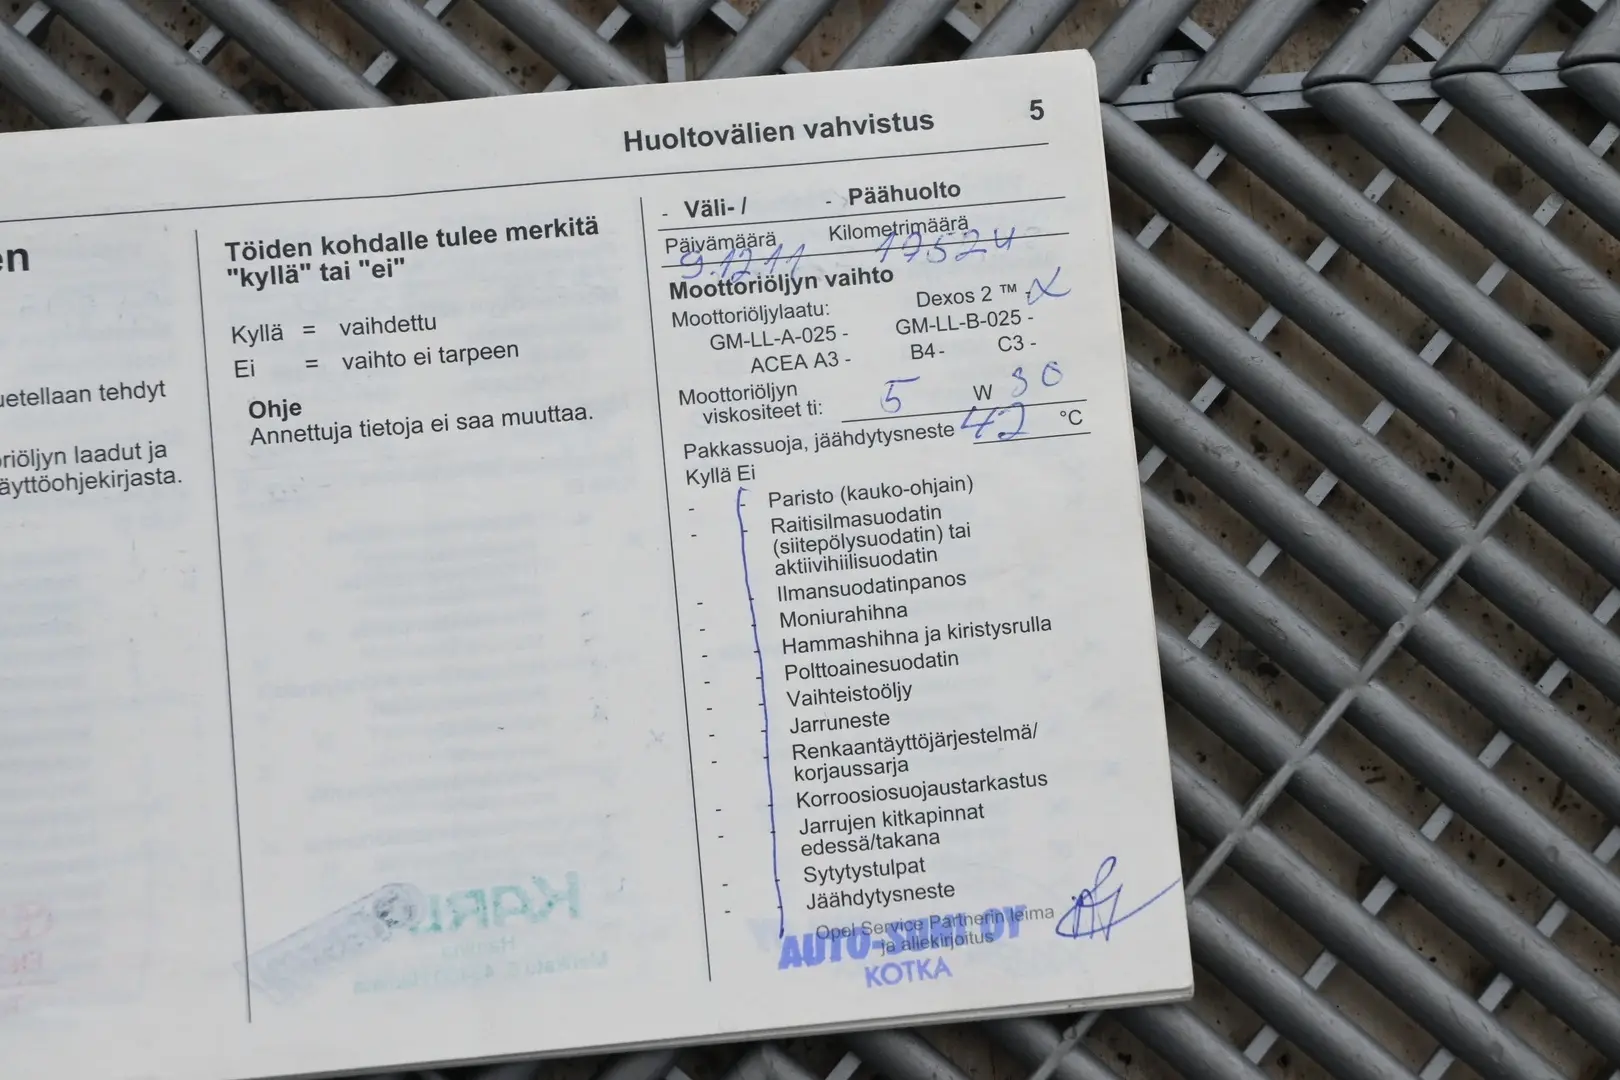 Huoltovälien vahvistus 5
en
uetellaan tehdyt
riöljyn laadut ja
äyttöohjekirjasta.
Töiden kohdalle tulee merkitä
"kyllä" tai "ei"
Kyllä = vaihdettu
Ei = vaihto ei tarpeen
Ohje
Annettuja tietoja ei saa muuttaa.
- Väli- / - Päähuolto
Päivämäärä Kilometrimäärä
9.12.11 17524
Moottoriöljyn vaihto
Moottoriöljylaatu: Dexos 2 ™ - X
GM-LL-A-025 - GM-LL-B-025 -
ACEA A3 - B4 - C3 -
Moottoriöljyn
viskositeet ti: 5 W 30
Pakkassuoja, jäähdytysneste 42 °C
Kyllä Ei
- - Paristo (kauko-ohjain)
- - Raitisilmasuodatin
(siitepölysuodatin) tai
aktiivihiilisuodatin
- - Ilmansuodatinpanos
- - Moniurahihna
- - Hammashihna ja kiristysrulla
- - Polttoainesuodatin
- - Vaihteistoöljy
- - Jarruneste
- - Renkaantäyttöjärjestelmä/
korjaussarja
- - Korroosiosuojaustarkastus
- - Jarrujen kitkapinnat
edessä/takana
- - Sytytystulpat
- - Jäähdytysneste
Opel Service Partnerin leima
ja allekirjoitus
AUTO-SUNI OY
KOTKA